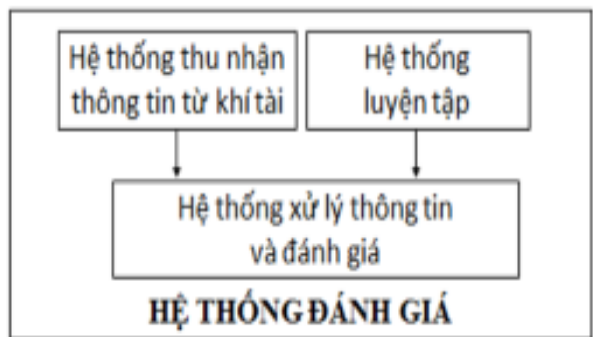 Hệ thống thu nhận
thông tin từ khí tài
Hệ thống
luyện tập
Hệ thống xử lý thông tin
và đánh giá
HỆ THỐNG ĐÁNH GIÁ